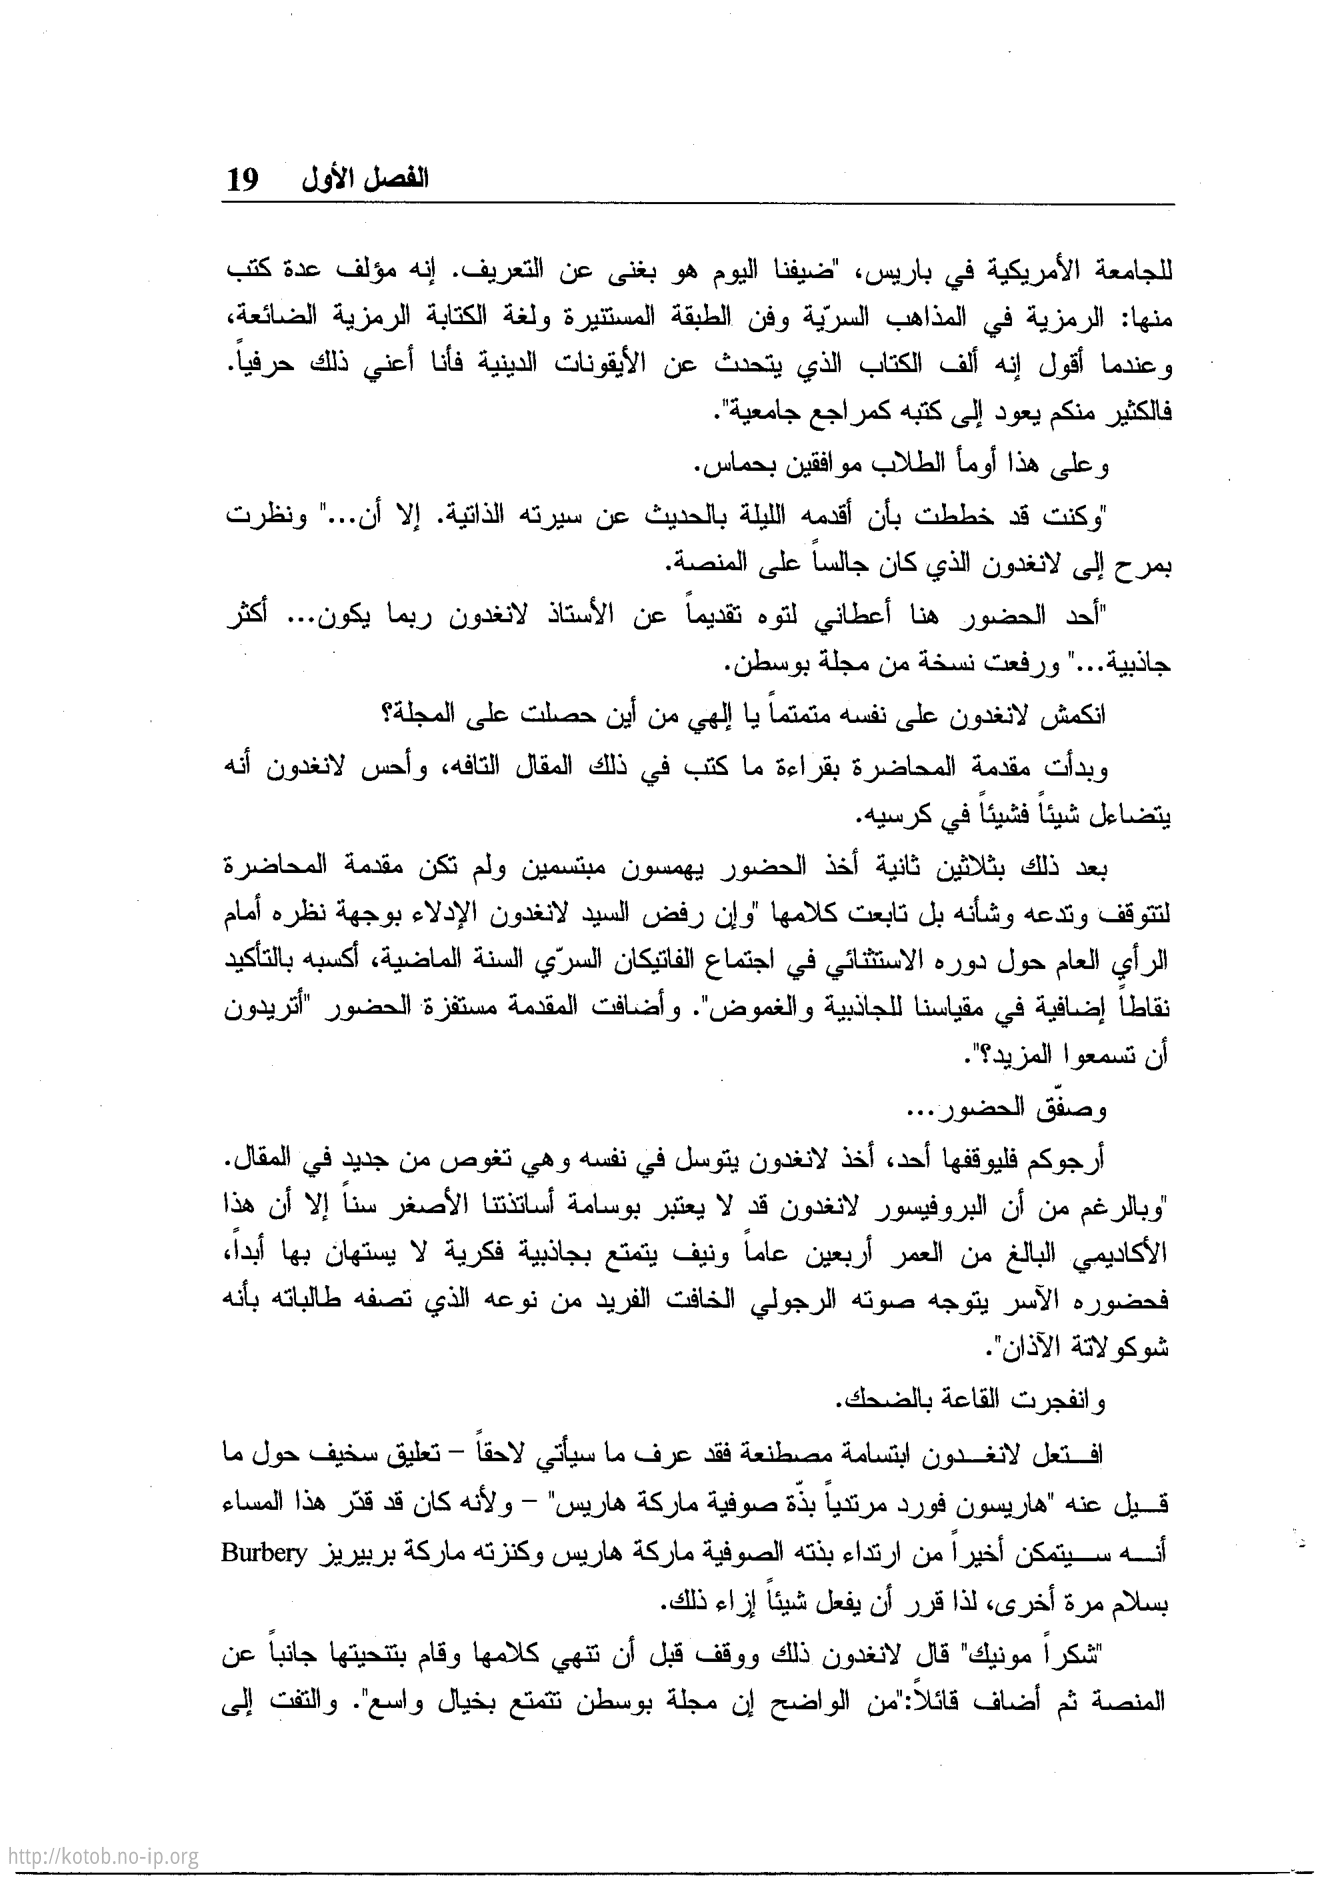 الفصل الأول 19
للجامعة الأمريكية في باريس، "ضيفنا اليوم هو بغنى عن التعريف. إنه مؤلف عدة كتب
منها: الرمزية في المذاهب السرّية وفن الطبقة المستنيرة ولغة الكتابة الرمزية الضائعة،
وعندما أقول إنه ألف الكتاب الذي يتحدث عن الأيقونات الدينية فأنا أعني ذلك حرفياً.
فالكثير منكم يعود إلى كتبه كمراجع جامعية".
وعلى هذا أومأ الطلاب موافقين بحماس.
"وكنت قد خططت بأن أقدمه الليلة بالحديث عن سيرته الذاتية. إلا أن..." ونظرت
بمرح إلى لانغدون الذي كان جالساً على المنصة.
"أحد الحضور هنا أعطاني لتوه تقديماً عن الأستاذ لانغدون ربما يكون... أكثر
جاذبية..." ورفعت نسخة من مجلة بوسطن.
انكمش لانغدون على نفسه متمتماً يا إلهي من أين حصلت على المجلة؟
وبدأت مقدمة المحاضرة بقراءة ما كتب في ذلك المقال التافه، وأحس لانغدون أنه
يتضاءل شيئاً فشيئاً في كرسيه.
بعد ذلك بثلاثين ثانية أخذ الحضور يهمسون مبتسمين ولم تكن مقدمة المحاضرة
لتتوقف وتدعه وشأنه بل تابعت كلامها "وإن رفض السيد لانغدون الإدلاء بوجهة نظره أمام
الرأي العام حول دوره الاستثنائي في اجتماع الفاتيكان السرّي السنة الماضية، أكسبه بالتأكيد
نقاطاً إضافية في مقياسنا للجاذبية والغموض". وأضافت المقدمة مستفزة الحضور "أتريدون
أن تسمعوا المزيد؟".
وصفّق الحضور...
أرجوكم فليوقفها أحد، أخذ لانغدون يتوسل في نفسه وهي تغوص من جديد في المقال.
"وبالرغم من أن البروفيسور لانغدون قد لا يعتبر بوسامة أساتذتنا الأصغر سناً إلا أن هذا
الأكاديمي البالغ من العمر أربعين عاماً ونيف يتمتع بجاذبية فكرية لا يستهان بها أبداً،
فحضوره الآسر يتوجه صوته الرجولي الخافت الفريد من نوعه الذي تصفه طالباته بأنه
شوكولاتة الآذان".
وانفجرت القاعة بالضحك.
افتعل لانغدون ابتسامة مصطنعة فقد عرف ما سيأتي لاحقاً – تعليق سخيف حول ما
قيل عنه "هاريسون فورد مرتدياً بذّة صوفية ماركة هاريس" – ولأنه كان قد قدّر هذا المساء
أنه سيتمكن أخيراً من ارتداء بذته الصوفية ماركة هاريس وكنزته ماركة بربيريز Burbery
بسلام مرة أخرى، لذا قرر أن يفعل شيئاً إزاء ذلك.
"شكراً مونيك" قال لانغدون ذلك ووقف قبل أن تنهي كلامها وقام بتنحيتها جانباً عن
المنصة ثم أضاف قائلاً:"من الواضح إن مجلة بوسطن تتمتع بخيال واسع". والتفت إلى
http://kotob.no-ip.org